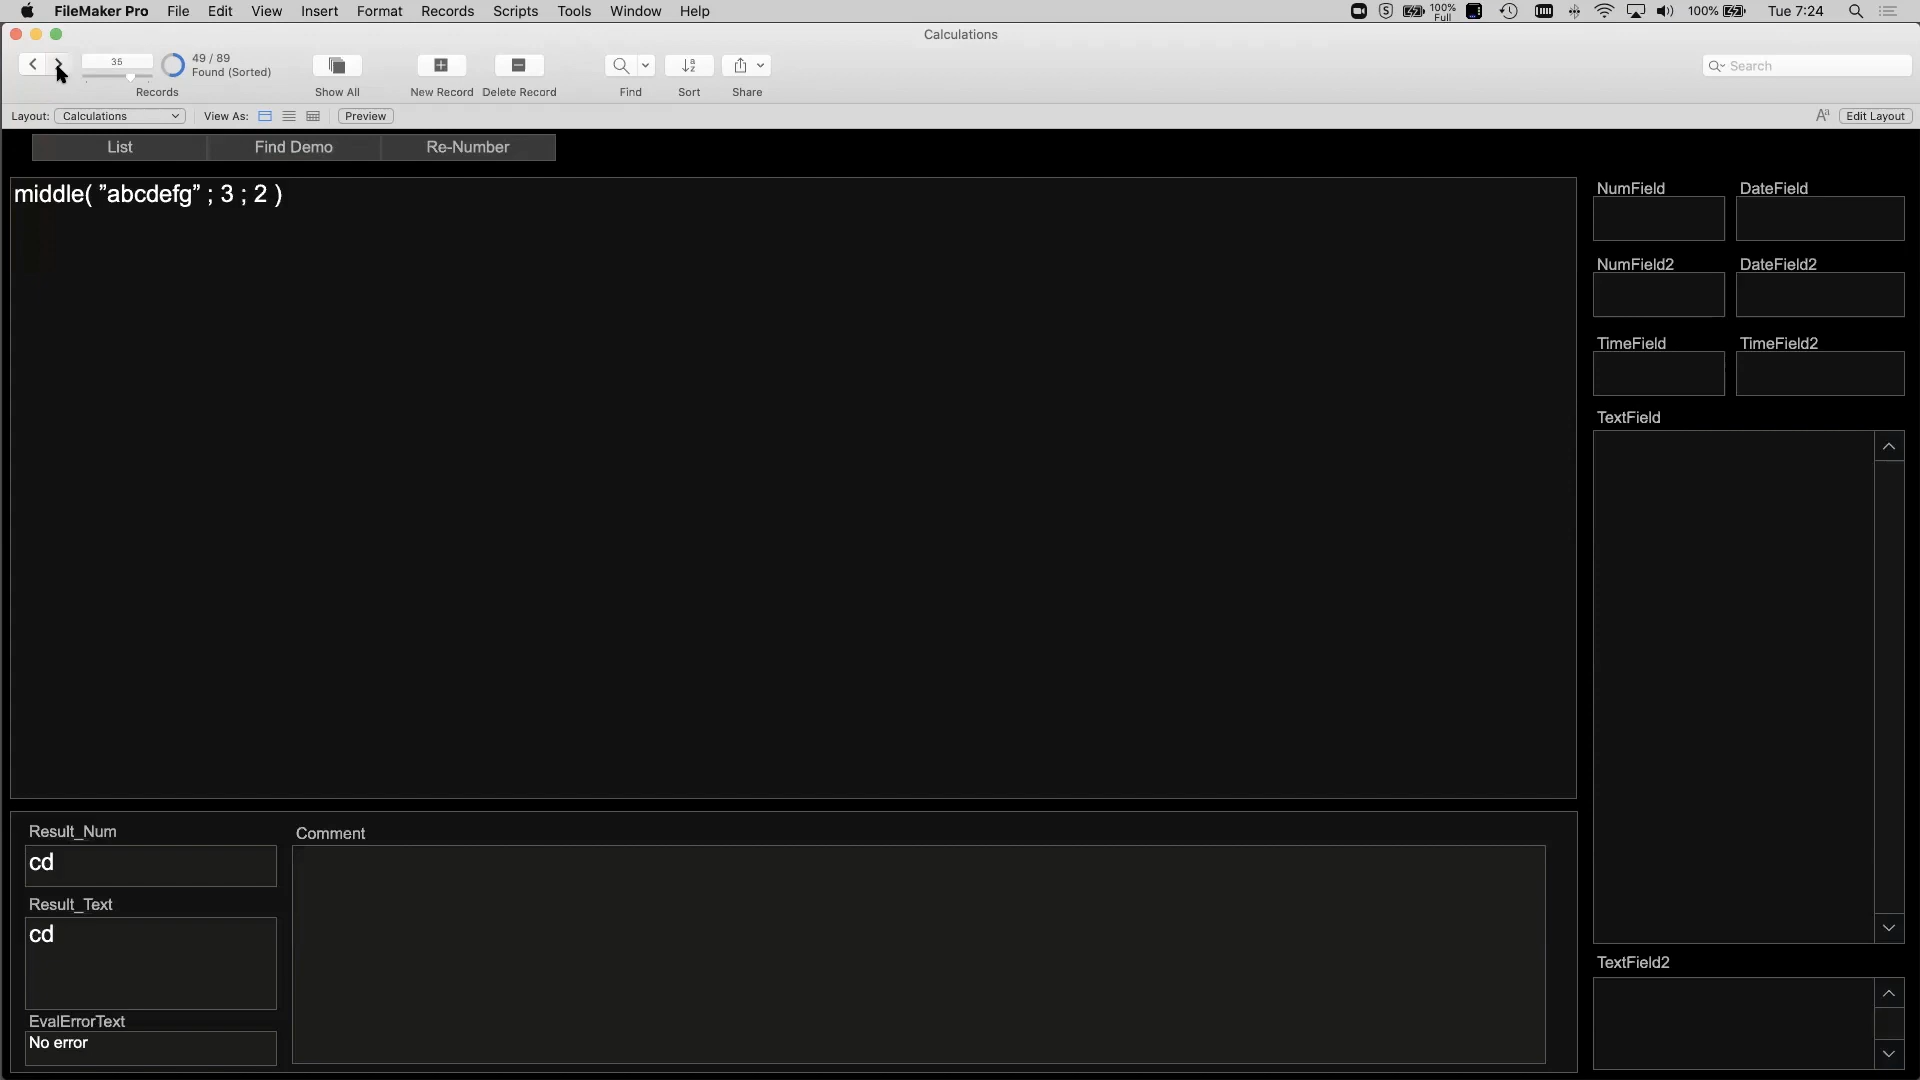 FileMaker Pro File Edit View Insert Format Records Scripts Tools Window Help 100% Full 100% Tue 7:24
Calculations
35 49 / 89
Found (Sorted)
Search
Records Show All New Record Delete Record Find Sort Share
Layout: Calculations View As: Preview Edit Layout
List Find Demo Re-Number
middle( ”abcdefg” ; 3 ; 2 )
NumField DateField
NumField2 DateField2
TimeField TimeField2
TextField
Result_Num Comment
cd
Result_Text
cd
TextField2
EvalErrorText
No error